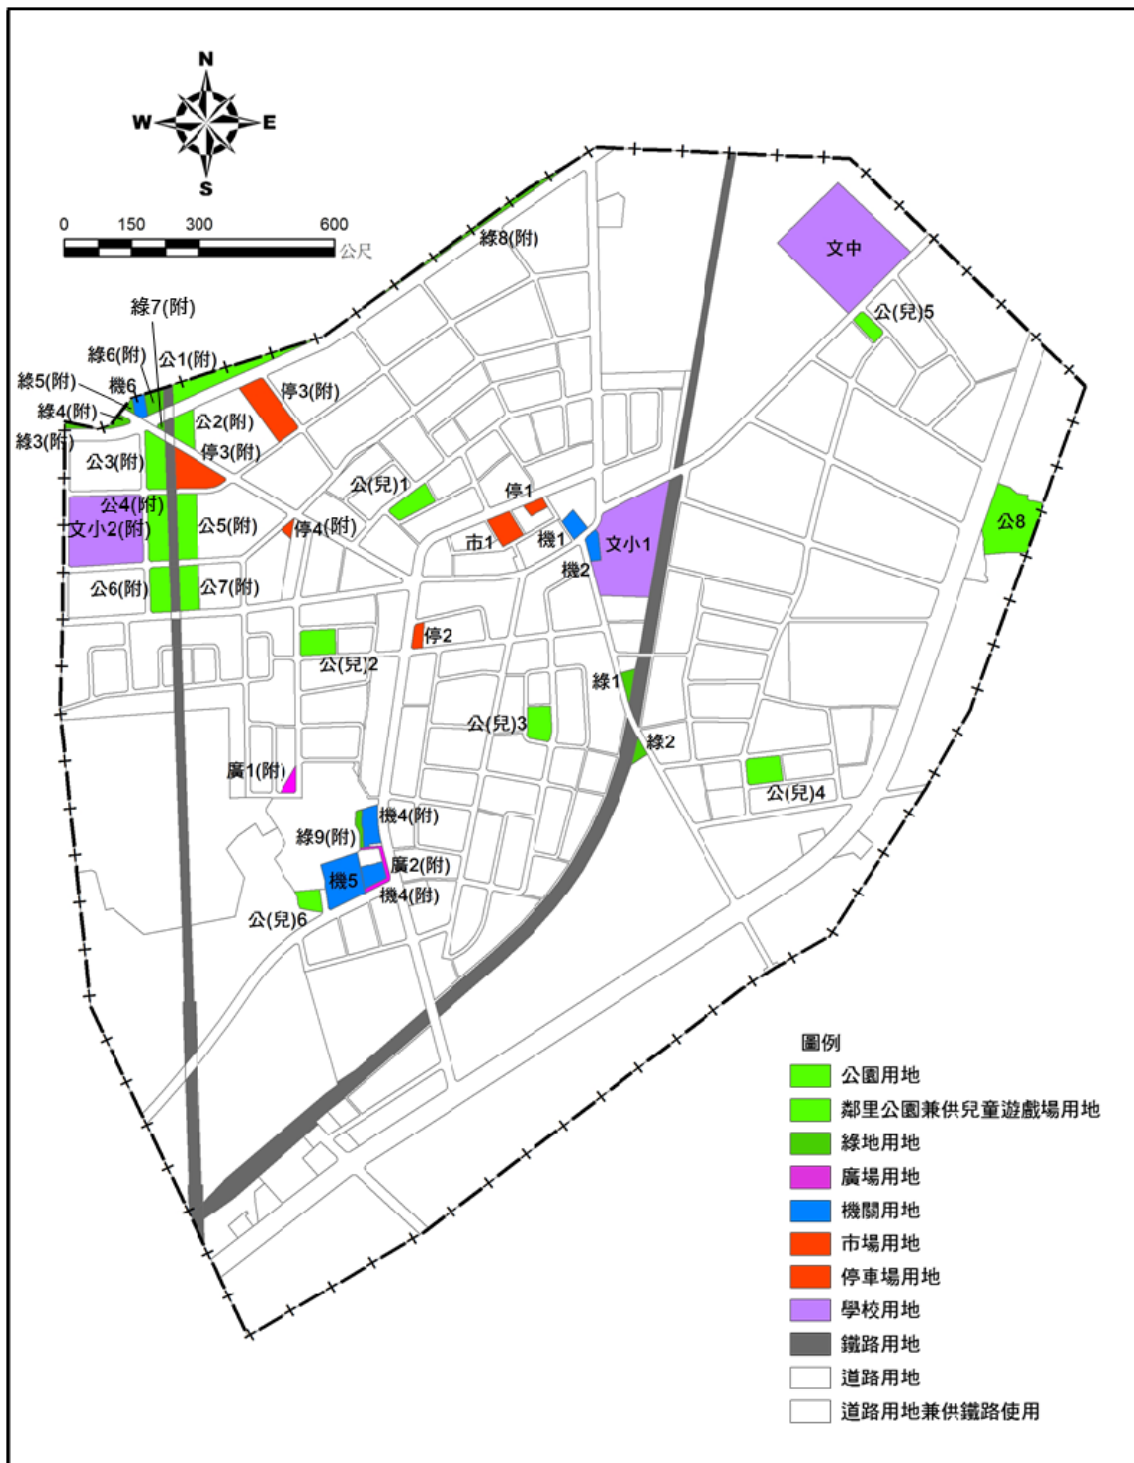 N
W
E
S
0
150
300
600
公尺
綠8(附)
文中
綠7(附)
公(兒)5
綠6(附)
公1(附)
綠5(附)
機6
停3(附)
綠4(附)
公2(附)
綠3(附)
停3(附)
公3(附)
公(兒)1
停1
公4(附)
公8
文小2(附)
公5(附)
停4(附)
市1
機1
文小1
機2
公6(附)
公7(附)
停2
公(兒)2
綠1
公(兒)3
綠2
廣1(附)
公(兒)4
機4(附)
綠9(附)
廣2(附)
機5
機4(附)
公(兒)6
圖例
公園用地
鄰里公園兼供兒童遊戲場用地
綠地用地
廣場用地
機關用地
市場用地
停車場用地
學校用地
鐵路用地
道路用地
道路用地兼供鐵路使用